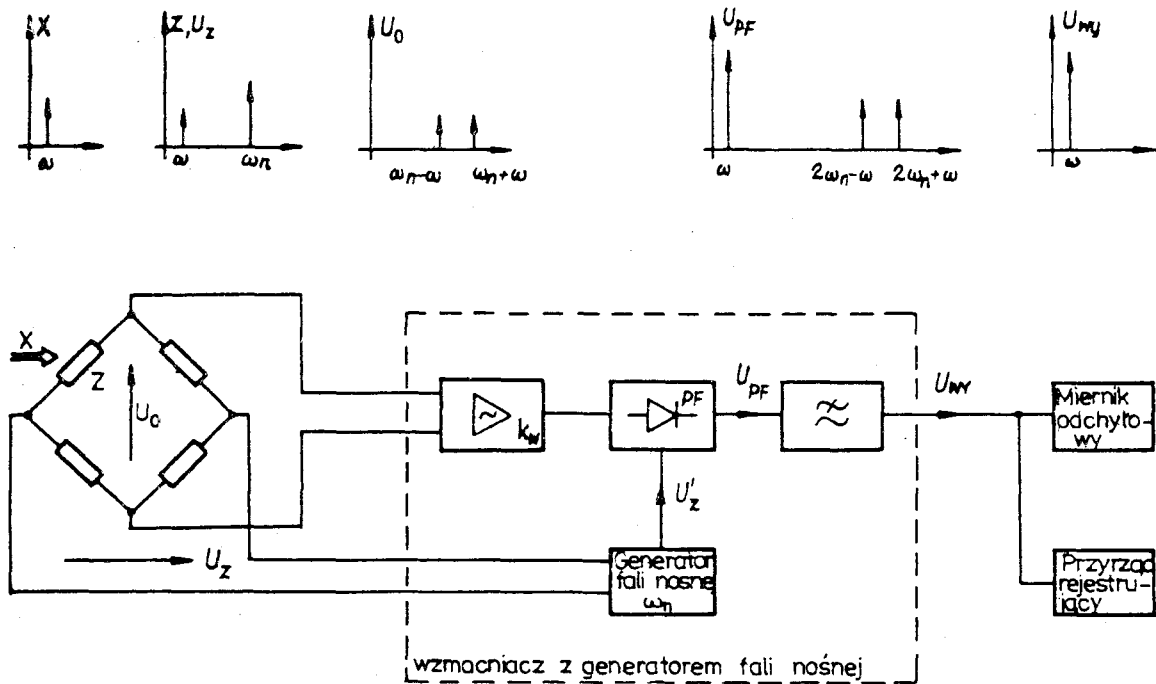 X
Z, U_z
U_0
U_PF
U_wy
ω
ω
ω_n
ω_n-ω
ω_n+ω
ω
2ω_n-ω
2ω_n+ω
ω
X
Z
U_0
U_z
k_w
PF
U_PF
U_wy
U'_z
Miernik
odchyło-
wy
Generator
fali nośnej
ω_n
Przyrząd
rejestru-
jący
wzmacniacz z generatorem fali nośnej